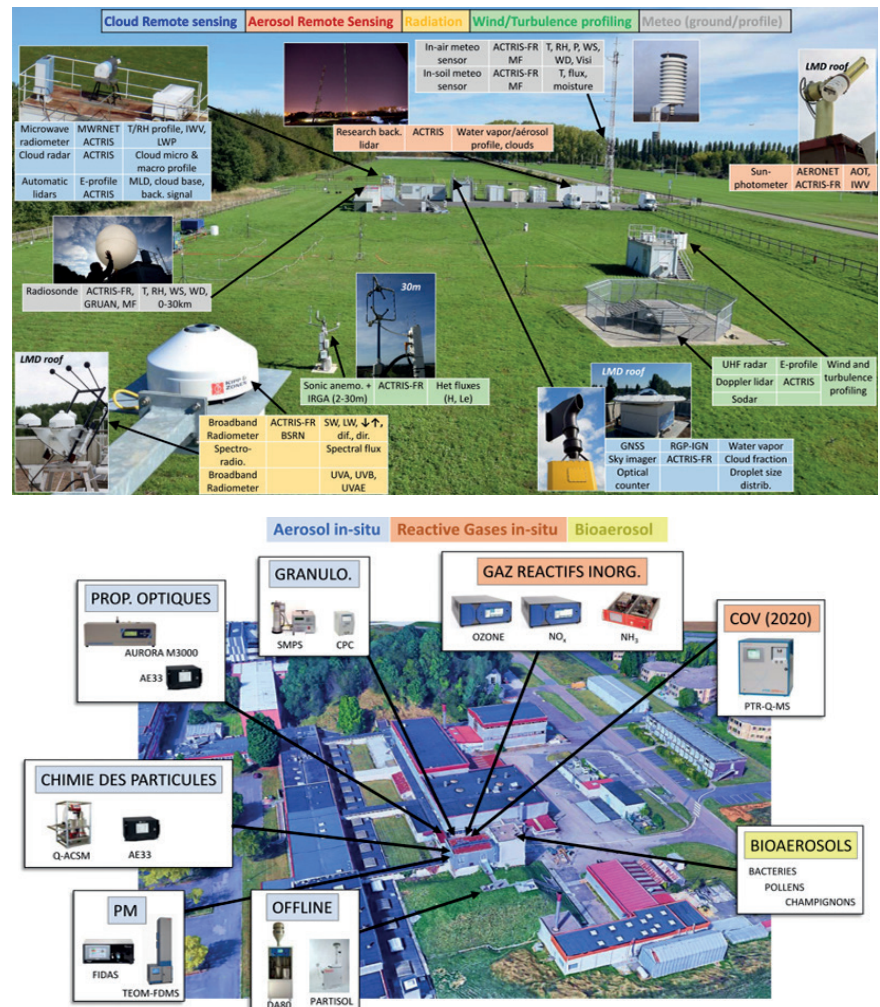 Cloud Remote sensing Aerosol Remote Sensing Radiation Wind/Turbulence profiling Meteo (ground/profile)
In-air meteo sensor ACTRIS-FR MF T, RH, P, WS, WD, Visi
In-soil meteo sensor ACTRIS-FR MF T, flux, moisture
LMD roof
Microwave radiometer MWRNET ACTRIS T/RH profile, IWV, LWP
Cloud radar ACTRIS Cloud micro & macro profile
Automatic lidars E-profile ACTRIS MLD, cloud base, back. signal
Research back. lidar ACTRIS Water vapor/aérosol profile, clouds
Sun-photometer AERONET ACTRIS-FR AOT, IWV
Radiosonde ACTRIS-FR, GRUAN, MF T, RH, WS, WD, 0-30km
30m
LMD roof
KIPP & ZONEN
Sonic anemo. + IRGA (2-30m) ACTRIS-FR Het fluxes (H, Le)
LMD roof
UHF radar E-profile Wind and turbulence profiling
Doppler lidar ACTRIS
Sodar
Broadband Radiometer ACTRIS-FR BSRN SW, LW, ↓↑, dif., dir.
Spectro-radio. Spectral flux
Broadband Radiometer UVA, UVB, UVAE
GNSS RGP-IGN Water vapor
Sky imager ACTRIS-FR Cloud fraction
Optical counter Droplet size distrib.
Aerosol in-situ Reactive Gases in-situ Bioaerosol
PROP. OPTIQUES
AURORA M3000
AE33
GRANULO.
SMPS CPC
GAZ REACTIFS INORG.
OZONE NOx NH3
COV (2020)
PTR-Q-MS
CHIMIE DES PARTICULES
Q-ACSM AE33
BIOAEROSOLS
BACTERIES
POLLENS
CHAMPIGNONS
PM
FIDAS
TEOM-FDMS
OFFLINE
DA80 PARTISOL